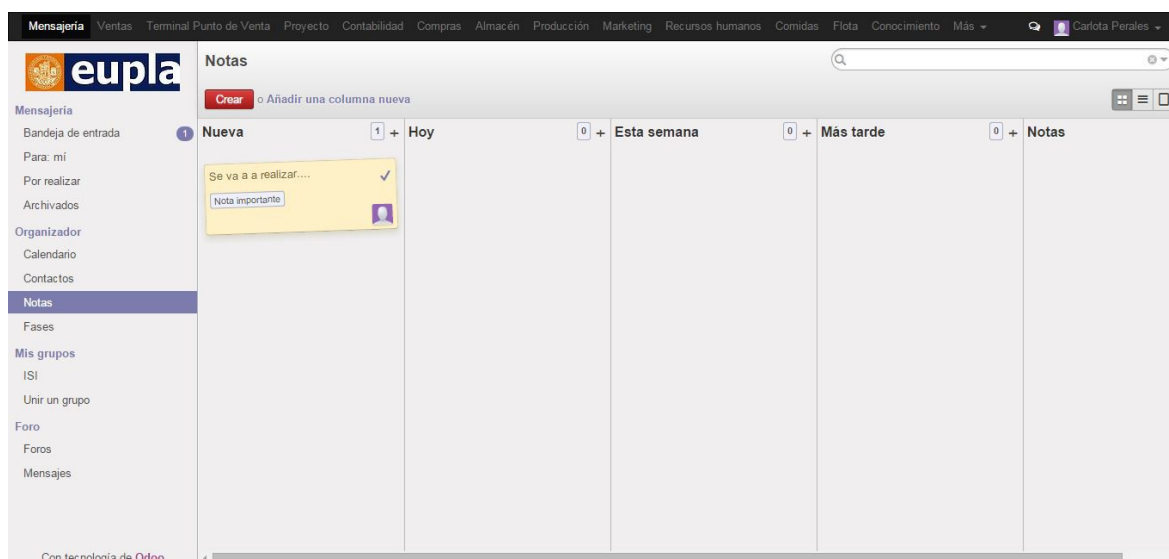 Mensajería Ventas Terminal Punto de Venta Proyecto Contabilidad Compras Almacén Producción Marketing Recursos humanos Comidas Flota Conocimiento Más Carlota Perales
eupla
Mensajería
Bandeja de entrada 1
Para: mí
Por realizar
Archivados
Organizador
Calendario
Contactos
Notas
Fases
Mis grupos
ISI
Unir un grupo
Foro
Foros
Mensajes
Con tecnología de Odoo
Notas
Crear o Añadir una columna nueva
Nueva 1 + Hoy 0 + Esta semana 0 + Más tarde 0 + Notas
Se va a a realizar....
Nota importante